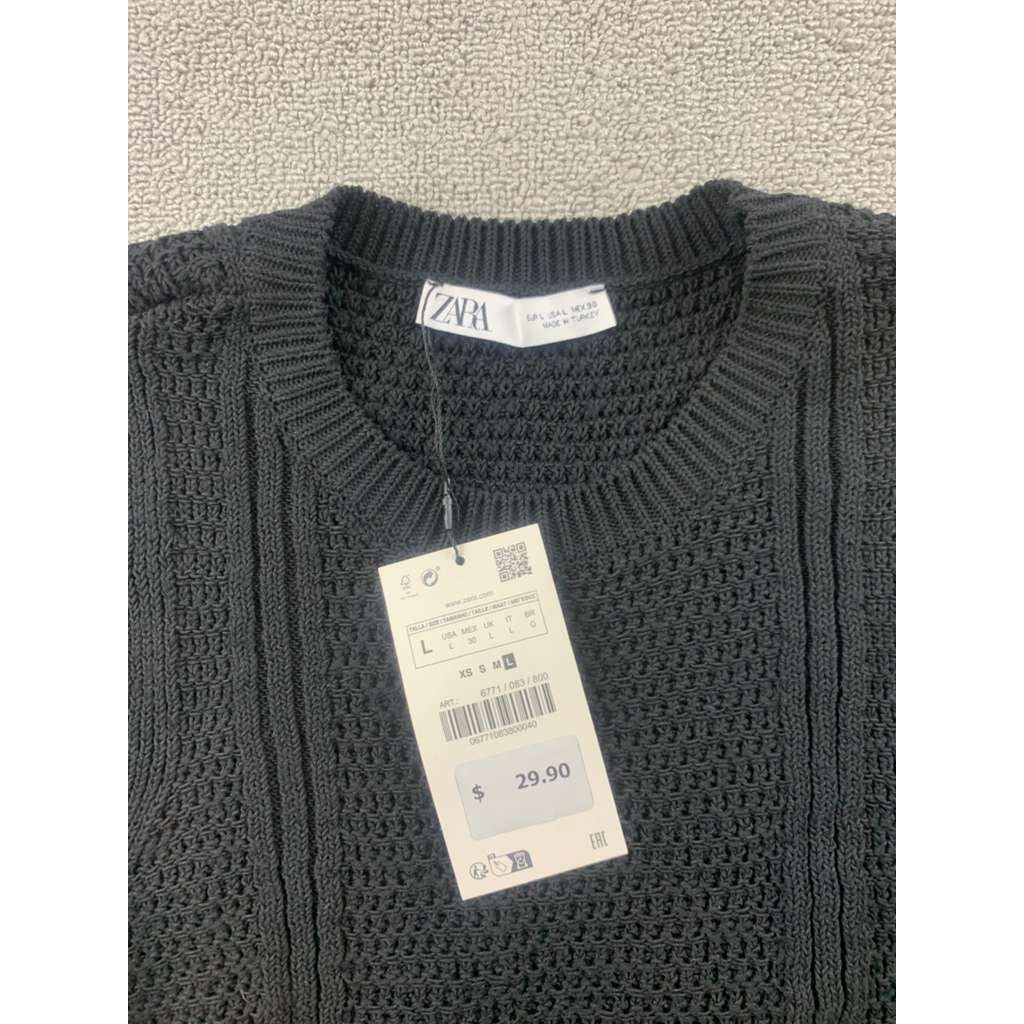 ZARA
EUR L USA L MEX 30
MADE IN TURKEY
www.zara.com
TALLA / SIZE / TAMANHO / TAILLE / MAAT /
L
USA MEX UK IT BR
L 30 L L G
XS S M L
ART.: 6771 / 083 / 800
06771083800040
$ 29.90
EAC